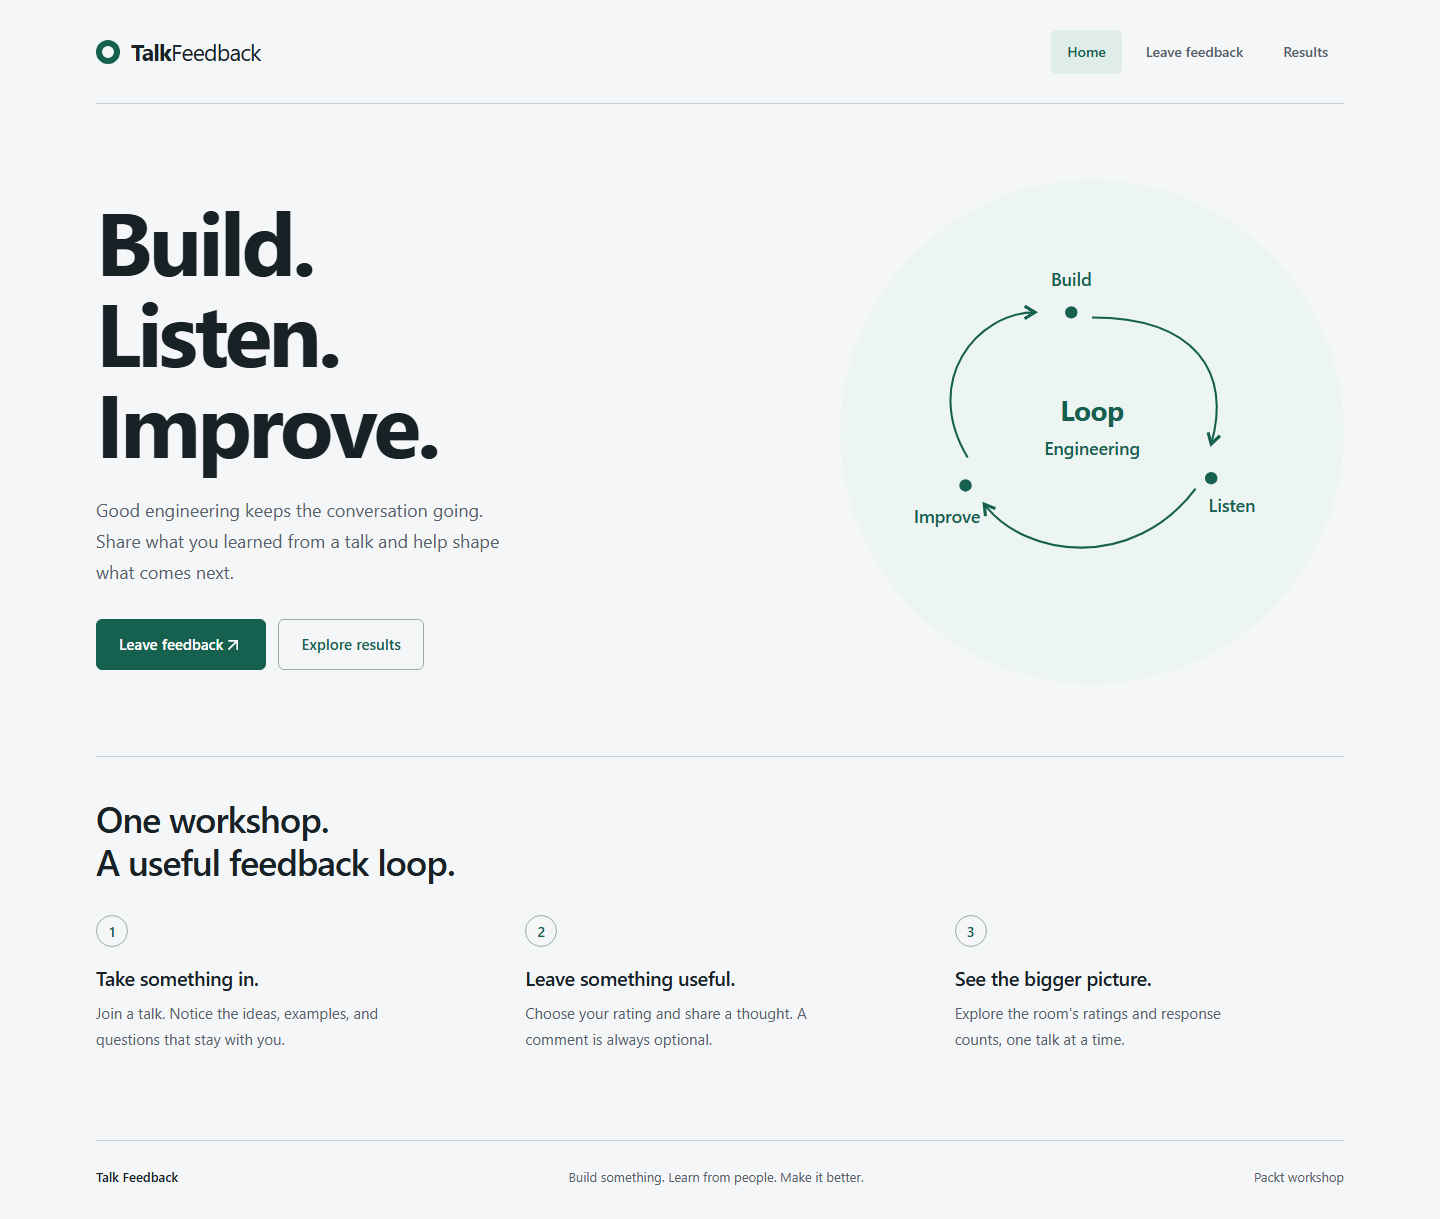 TalkFeedback
Home
Leave feedback
Results
Build.
Listen.
Improve.
Good engineering keeps the conversation going.
Share what you learned from a talk and help shape
what comes next.
Leave feedback
Explore results
Build
Loop
Engineering
Listen
Improve
One workshop.
A useful feedback loop.
1
Take something in.
Join a talk. Notice the ideas, examples, and
questions that stay with you.
2
Leave something useful.
Choose your rating and share a thought. A
comment is always optional.
3
See the bigger picture.
Explore the room's ratings and response
counts, one talk at a time.
Talk Feedback
Build something. Learn from people. Make it better.
Packt workshop